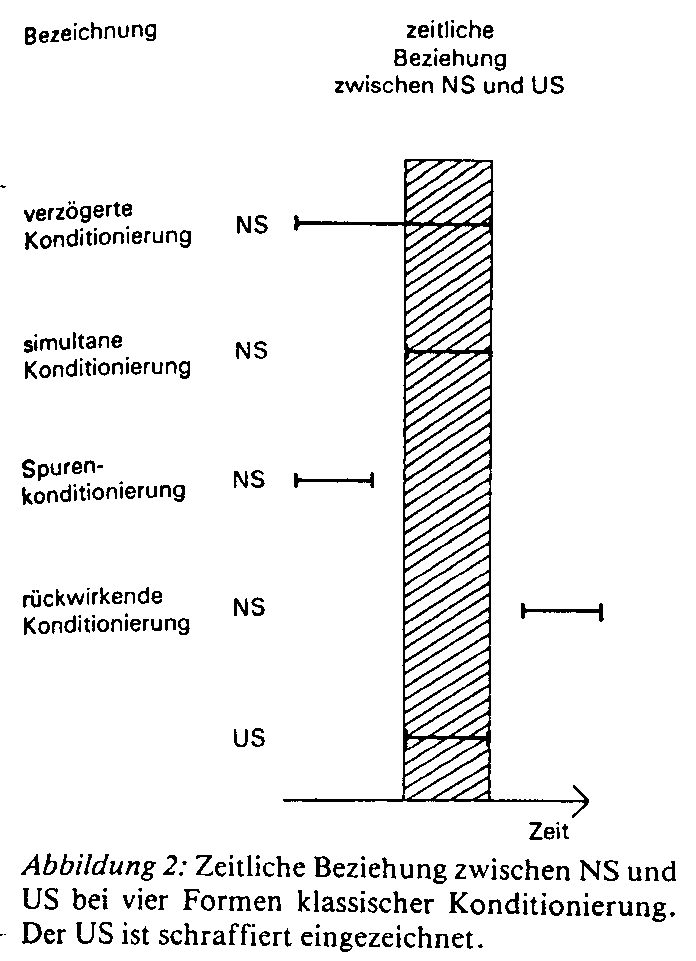 Bezeichnung
zeitliche
Beziehung
zwischen NS und US
verzögerte
Konditionierung
NS
simultane
Konditionierung
NS
Spuren-
konditionierung
NS
rückwirkende
Konditionierung
NS
US
Zeit
Abbildung 2: Zeitliche Beziehung zwischen NS und
US bei vier Formen klassischer Konditionierung.
Der US ist schraffiert eingezeichnet.